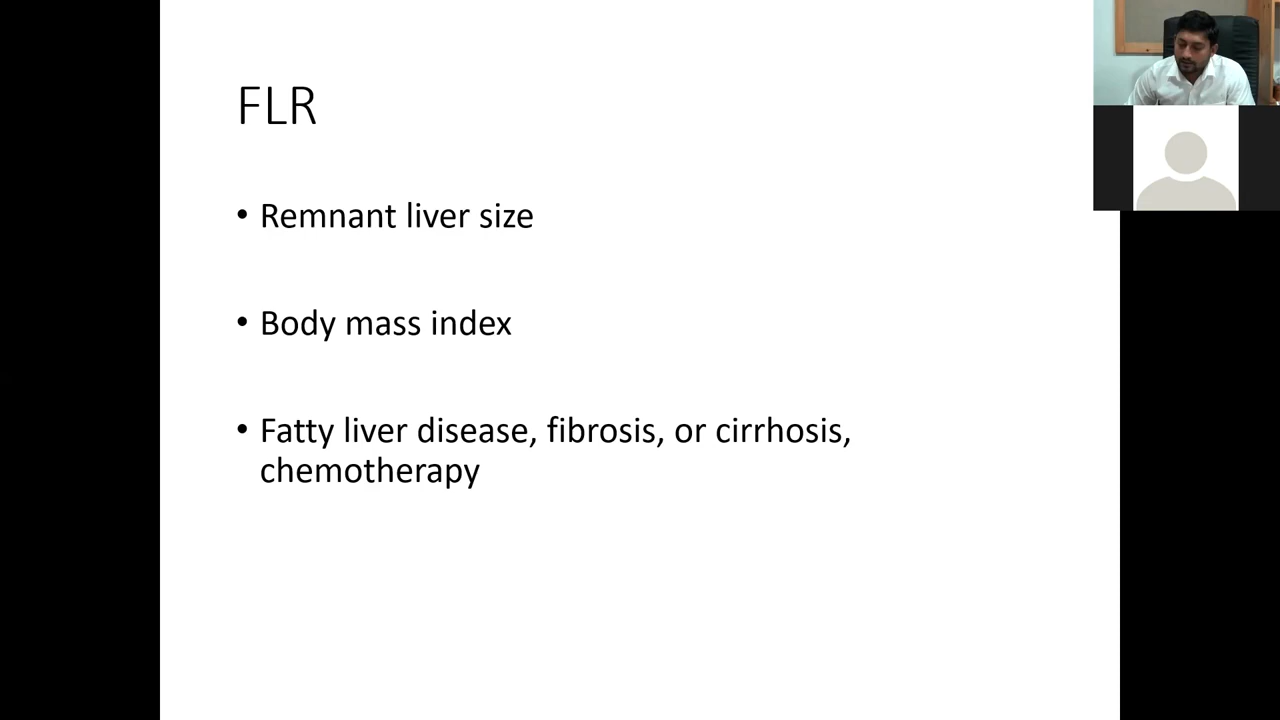 FLR
• Remnant liver size
• Body mass index
• Fatty liver disease, fibrosis, or cirrhosis,
chemotherapy